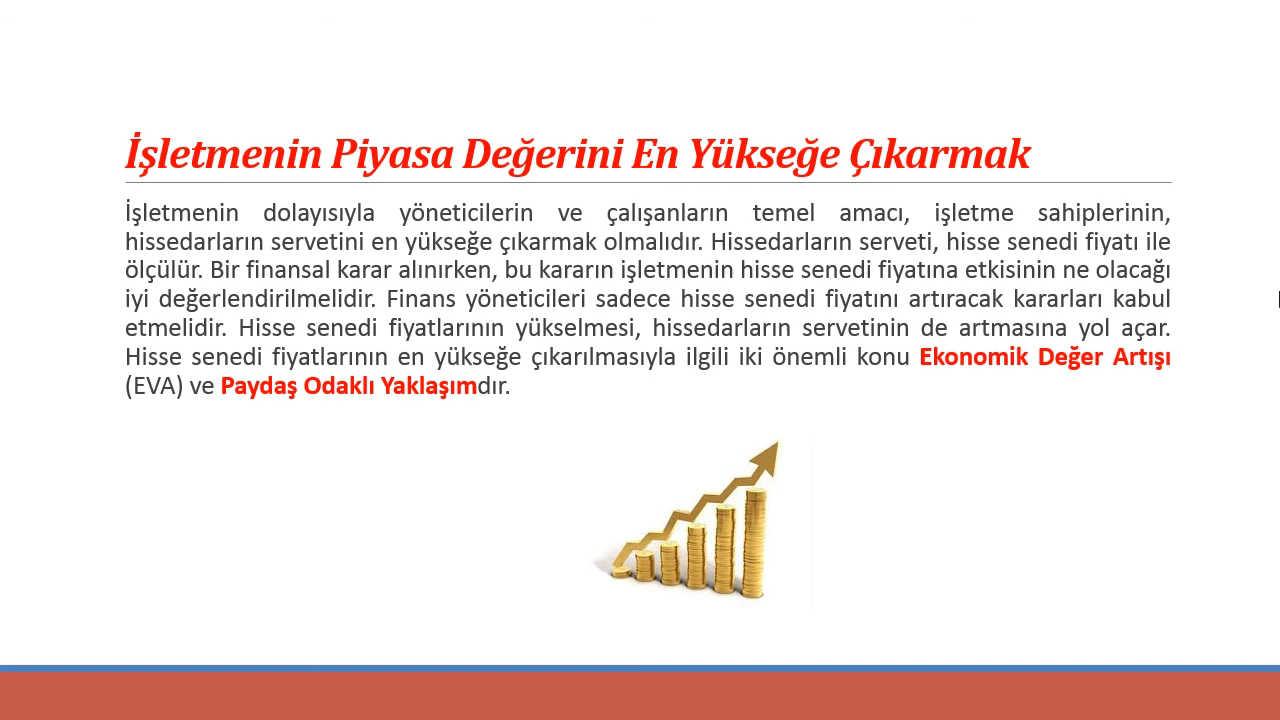 İşletmenin Piyasa Değerini En Yükseğe Çıkarmak
İşletmenin dolayısıyla yöneticilerin ve çalışanların temel amacı, işletme sahiplerinin,
hissedarların servetini en yükseğe çıkarmak olmalıdır. Hissedarların serveti, hisse senedi fiyatı ile
ölçülür. Bir finansal karar alınırken, bu kararın işletmenin hisse senedi fiyatına etkisinin ne olacağı
iyi değerlendirilmelidir. Finans yöneticileri sadece hisse senedi fiyatını artıracak kararları kabul
etmelidir. Hisse senedi fiyatlarının yükselmesi, hissedarların servetinin de artmasına yol açar.
Hisse senedi fiyatlarının en yükseğe çıkarılmasıyla ilgili iki önemli konu Ekonomik Değer Artışı
(EVA) ve Paydaş Odaklı Yaklaşımdır.